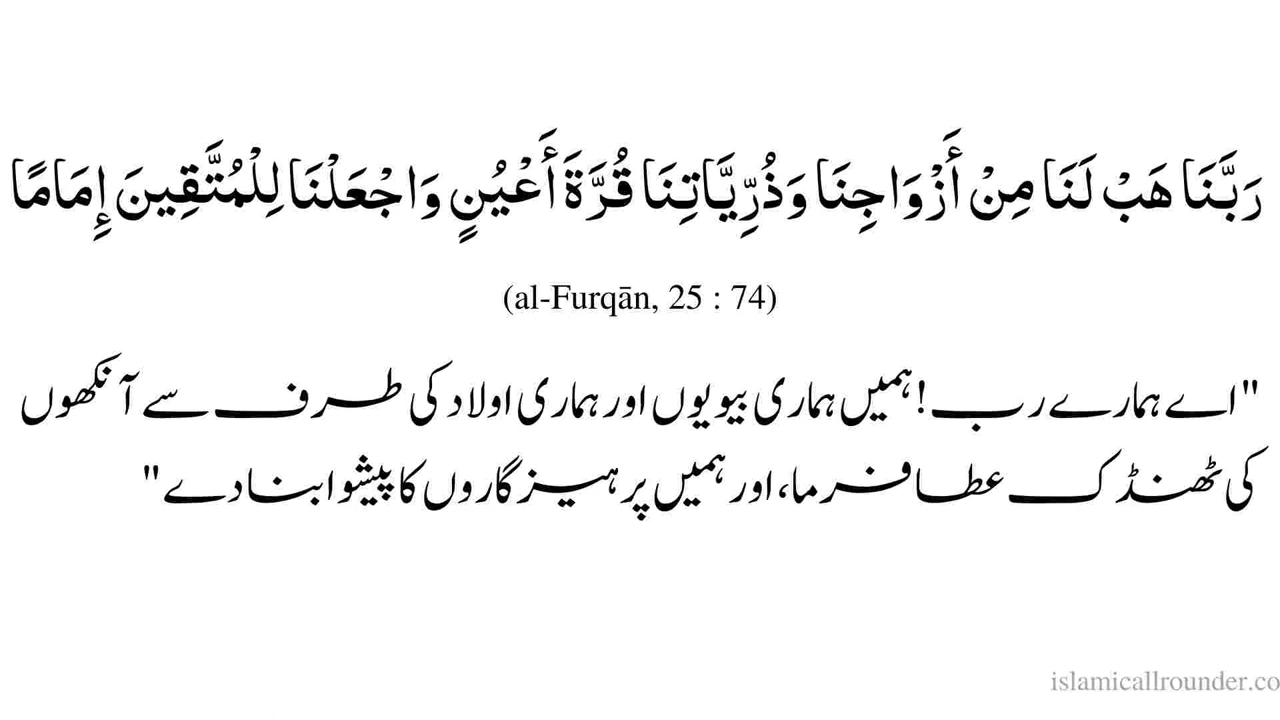 رَبَّنَا هَبْ لَنَا مِنْ أَزْوَاجِنَا وَذُرِّيَّاتِنَا قُرَّةَ أَعْيُنٍ وَاجْعَلْنَا لِلْمُتَّقِينَ إِمَامًا
(al-Furqān, 25 : 74)
"اے ہمارے رب! ہمیں ہماری بیویوں اور ہماری اولاد کی طرف سے آنکھوں
کی ٹھنڈک عطا فرما، اور ہمیں پرہیزگاروں کا پیشوا بنا دے"
islamicallrounder.co